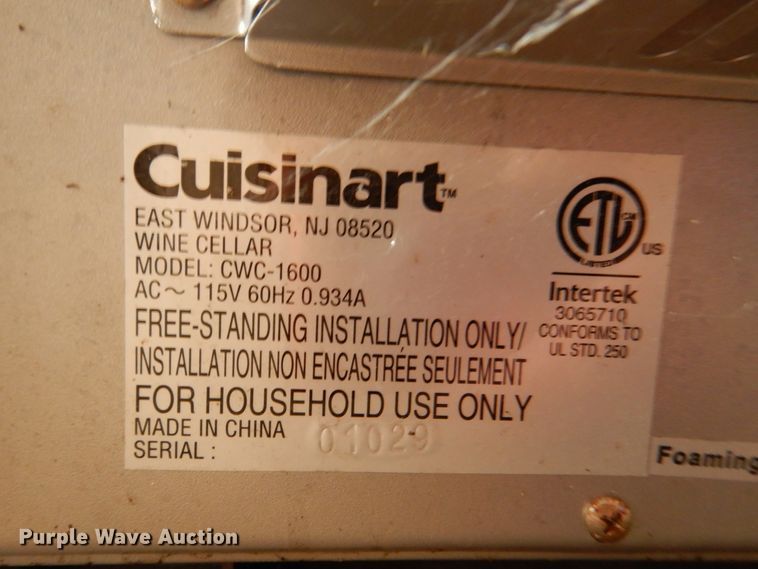 Cuisinart™
EAST WINDSOR, NJ 08520
WINE CELLAR
MODEL: CWC-1600
AC～ 115V 60Hz 0.934A
FREE-STANDING INSTALLATION ONLY/
INSTALLATION NON ENCASTRÉE SEULEMENT
FOR HOUSEHOLD USE ONLY
MADE IN CHINA
SERIAL : 01029
ETL
CM
US
LISTED
Intertek
3065710
CONFORMS TO
UL STD. 250
Foaming
Purple Wave Auction